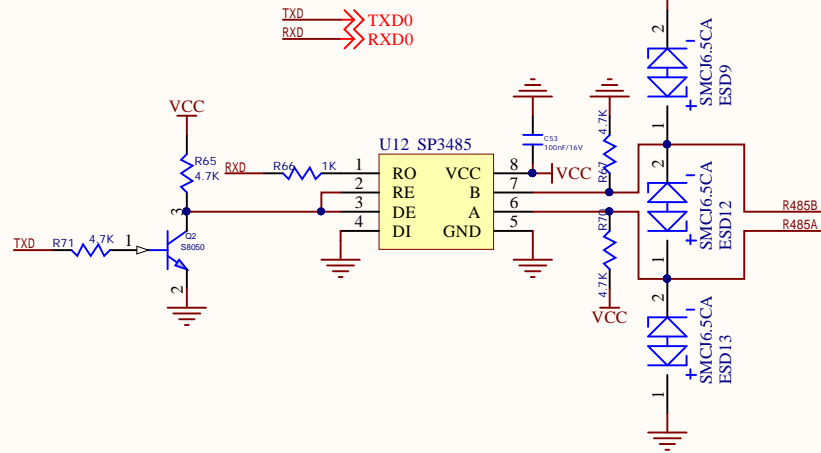 TXD
TXD0
RXD
RXD0
2
-
SMCJ6.5CA
ESD9
+
1
VCC
R65
4.7K
3
RXD
R66
1K
U12 SP3485
1
RO
VCC
8
2
RE
B
7
3
DE
A
6
4
DI
GND
5
C53
100nF/16V
VCC
4.7K
R67
R70
4.7K
VCC
2
-
SMCJ6.5CA
ESD12
+
1
R485B
R485A
TXD
R71
4.7K
1
Q2
S8050
2
2
-
SMCJ6.5CA
ESD13
+
1